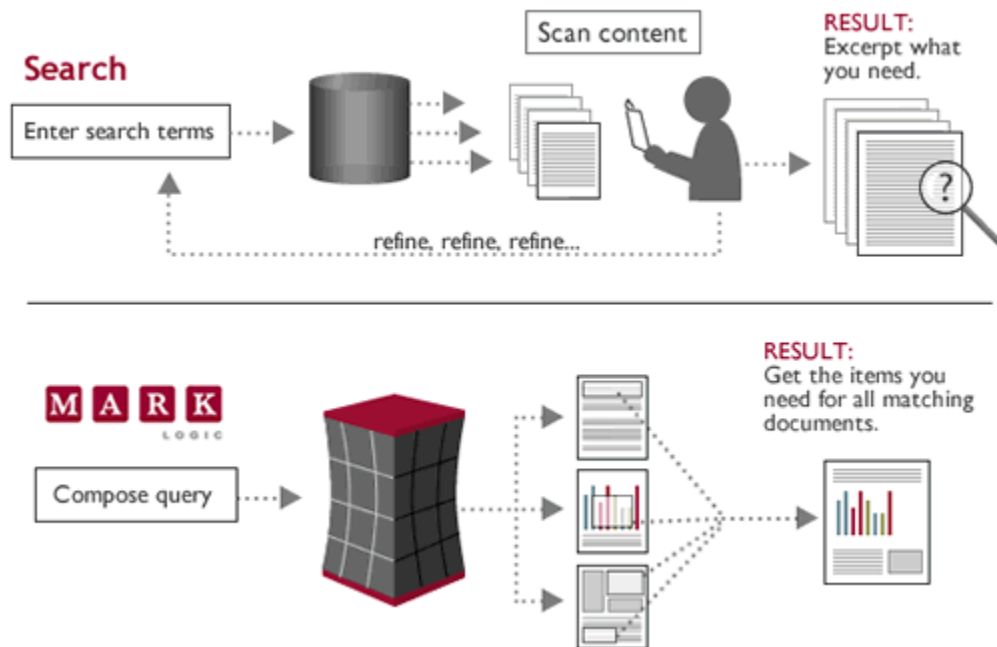 Search
Enter search terms
Scan content
RESULT:
Excerpt what
you need.
?
refine, refine, refine...
MARK
LOGIC
Compose query
RESULT:
Get the items you
need for all matching
documents.